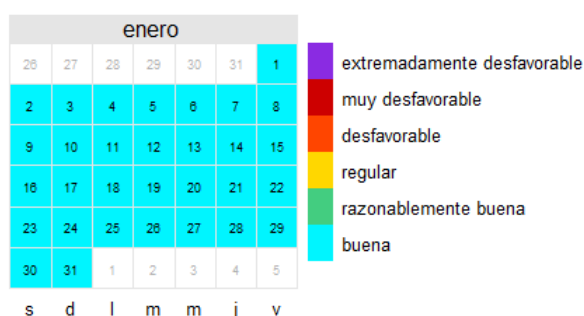 enero
26 27 28 29 30 31 1
2 3 4 5 6 7 8
9 10 11 12 13 14 15
16 17 18 19 20 21 22
23 24 25 26 27 28 29
30 31 1 2 3 4 5
s d l m m j v
extremadamente desfavorable
muy desfavorable
desfavorable
regular
razonablemente buena
buena